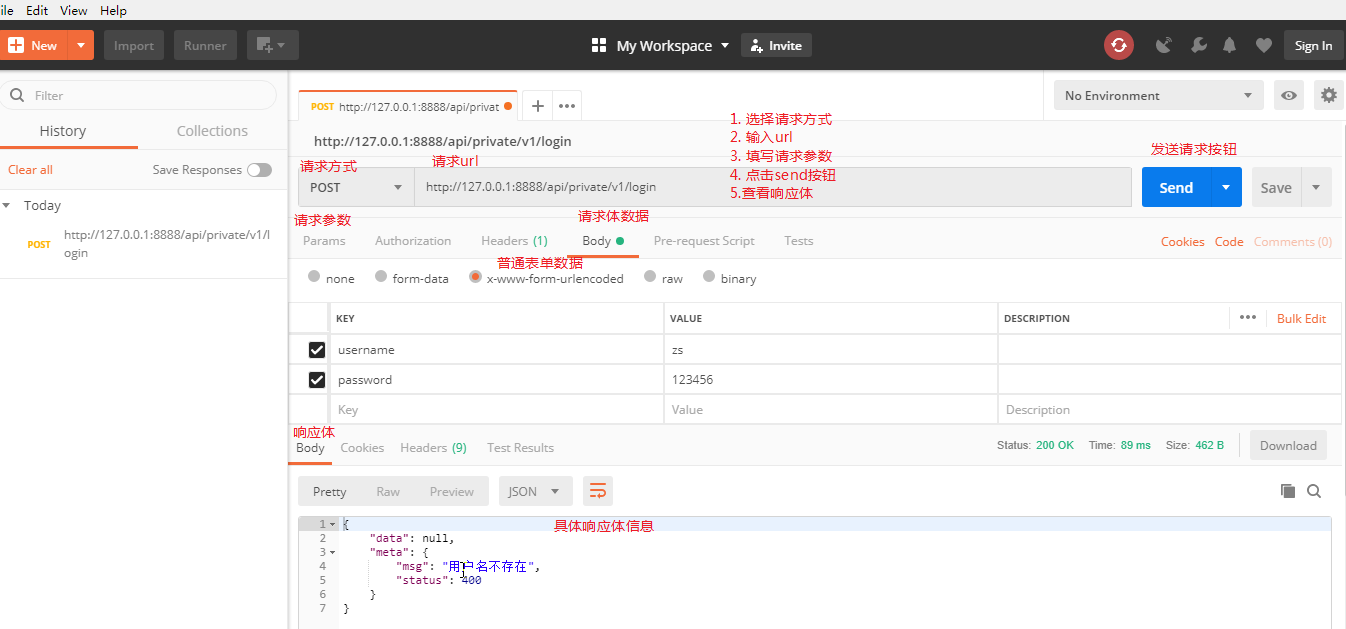 ile Edit View Help
New Import Runner My Workspace Invite Sign In
Filter
History Collections
Clear all Save Responses
Today
POST http://127.0.0.1:8888/api/private/v1/l
ogin
POST http://127.0.0.1:8888/api/privat + •••
No Environment
http://127.0.0.1:8888/api/private/v1/login
1. 选择请求方式
2. 输入url
3. 填写请求参数
4. 点击send按钮
5.查看响应体
请求方式 请求url 发送请求按钮
POST http://127.0.0.1:8888/api/private/v1/login Send Save
请求参数 请求体数据
Params Authorization Headers (1) Body Pre-request Script Tests Cookies Code Comments (0)
普通表单数据
none form-data x-www-form-urlencoded raw binary
KEY VALUE DESCRIPTION ••• Bulk Edit
username zs
password 123456
Key Value Description
响应体
Body Cookies Headers (9) Test Results Status: 200 OK Time: 89 ms Size: 462 B Download
Pretty Raw Preview JSON
具体响应体信息
1 {
2 "data": null,
3 "meta": {
4 "msg": "用户名不存在",
5 "status": 400
6 }
7 }